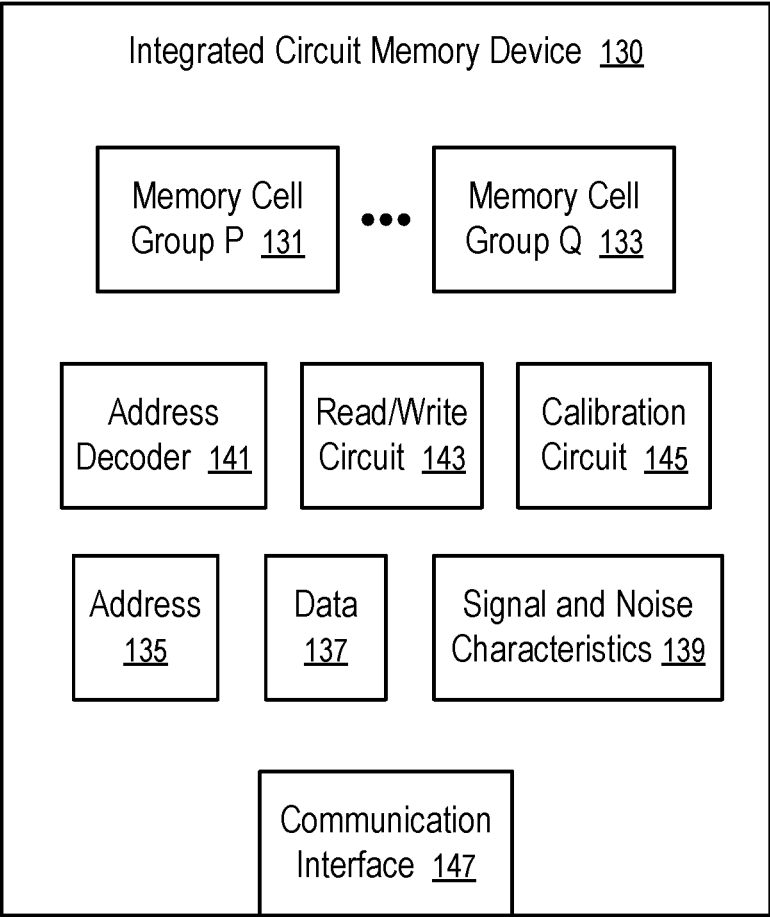 Integrated Circuit Memory Device 130
Memory Cell
Group P 131
•••
Memory Cell
Group Q 133
Address
Decoder 141
Read/Write
Circuit 143
Calibration
Circuit 145
Address
135
Data
137
Signal and Noise
Characteristics 139
Communication
Interface 147